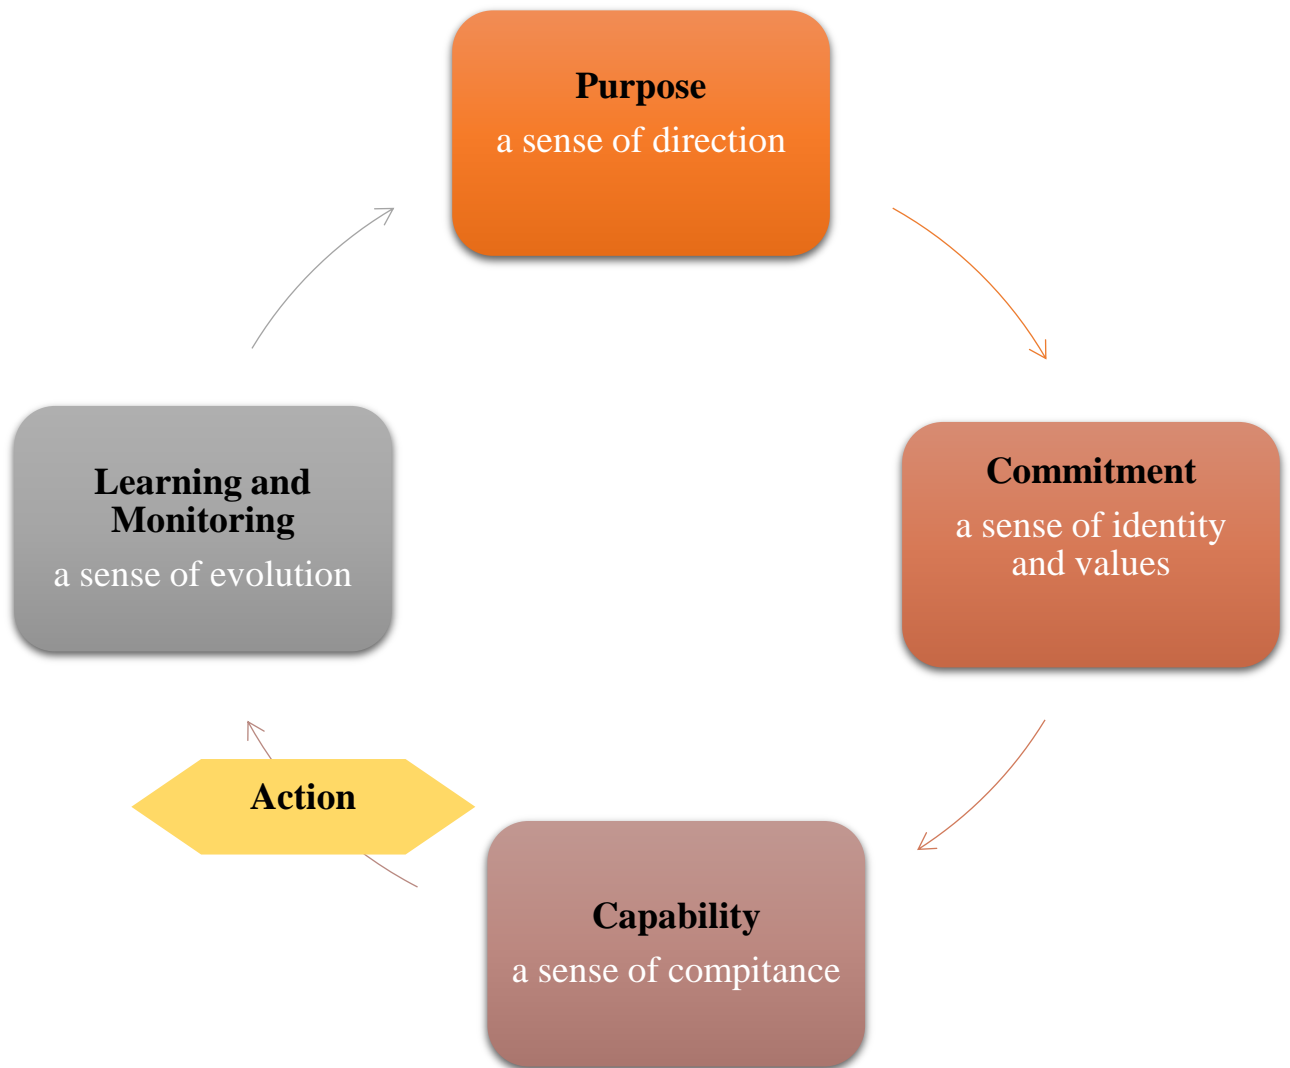 Purpose
a sense of direction
Commitment
a sense of identity
and values
Capability
a sense of compitance
Action
Learning and
Monitoring
a sense of evolution